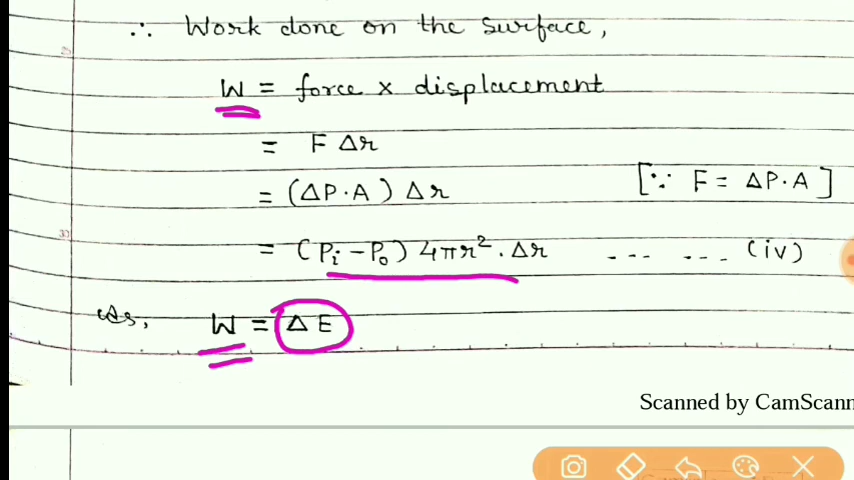 ∴ Work done on the surface,
W = force x displacement
= F Δr
= (ΔP·A) Δr [∵ F = ΔP·A]
= (Pi - Po) 4πr². Δr --- --- (iv)
As, W = ΔE
Scanned by CamScann